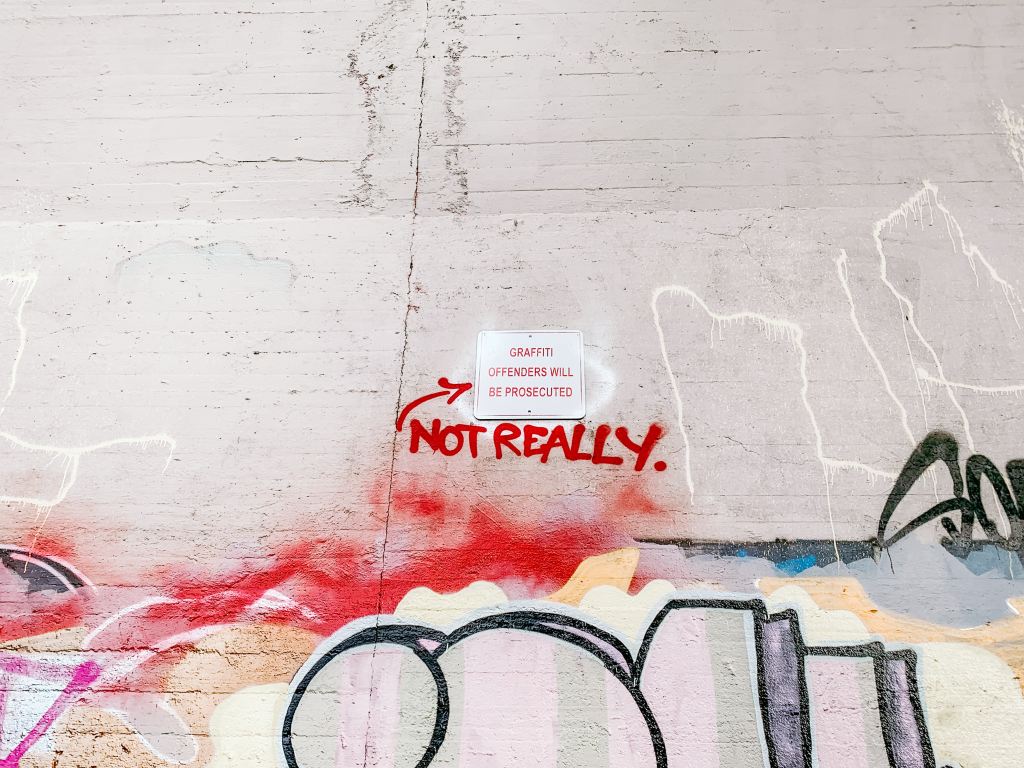 GRAFFITI
OFFENDERS WILL
BE PROSECUTED
NOT REALLY.